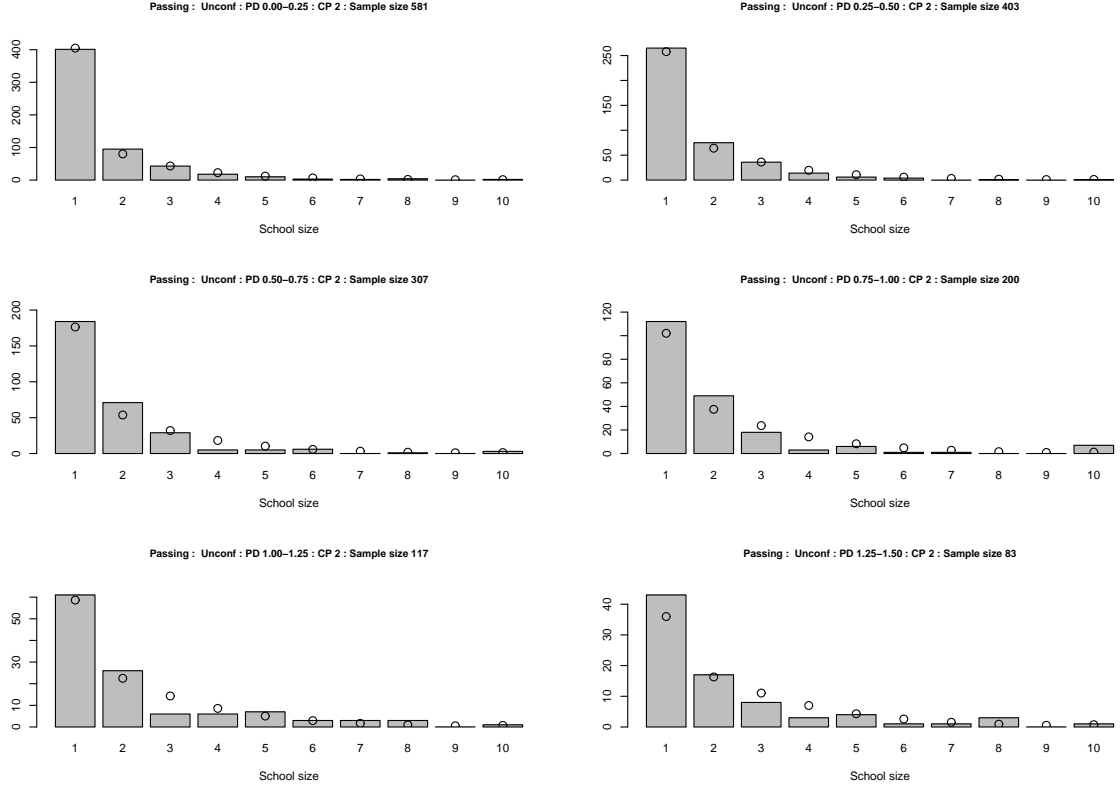 Passing : Unconf : PD 0.00−0.25 : CP 2 : Sample size 581
0 100 200 300 400
1 2 3 4 5 6 7 8 9 10
School size
Passing : Unconf : PD 0.25−0.50 : CP 2 : Sample size 403
0 50 150 250
1 2 3 4 5 6 7 8 9 10
School size
Passing : Unconf : PD 0.50−0.75 : CP 2 : Sample size 307
0 50 100 150 200
1 2 3 4 5 6 7 8 9 10
School size
Passing : Unconf : PD 0.75−1.00 : CP 2 : Sample size 200
0 20 40 60 80 100 120
1 2 3 4 5 6 7 8 9 10
School size
Passing : Unconf : PD 1.00−1.25 : CP 2 : Sample size 117
0 10 30 50
1 2 3 4 5 6 7 8 9 10
School size
Passing : Unconf : PD 1.25−1.50 : CP 2 : Sample size 83
0 10 20 30 40
1 2 3 4 5 6 7 8 9 10
School size